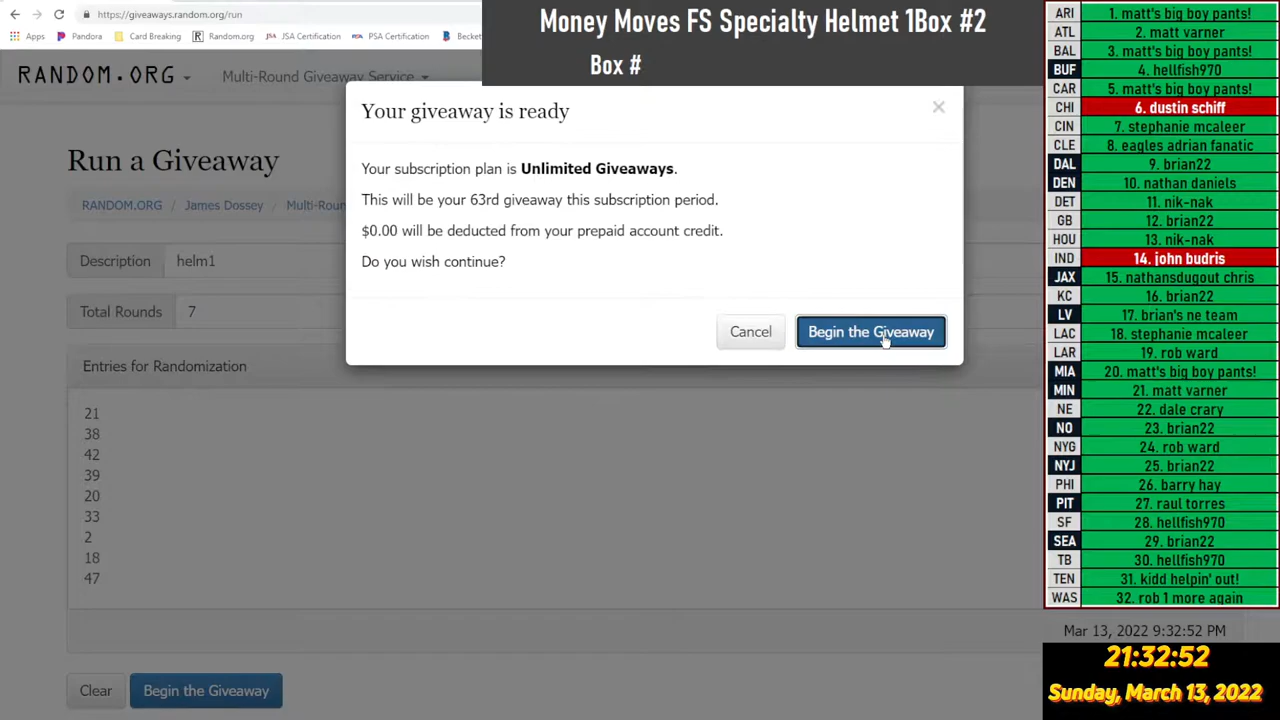 https://giveaways.random.org/run
Apps
Pandora
Card Breaking
Random.org
JSA Certification
PSA Certification
Becket
Money Moves FS Specialty Helmet 1Box #2
Box #
RANDOM.ORG
Multi-Round Giveaway Service
Your giveaway is ready
×
Your subscription plan is Unlimited Giveaways.
This will be your 63rd giveaway this subscription period.
$0.00 will be deducted from your prepaid account credit.
Do you wish continue?
Cancel
Begin the Giveaway
Run a Giveaway
RANDOM.ORG / James Dossey / Multi-Roun
Description
helm1
Total Rounds
7
Entries for Randomization
21
38
42
39
20
33
2
18
47
Clear
Begin the Giveaway
ARI 1. matt's big boy pants!
ATL 2. matt varner
BAL 3. matt's big boy pants!
BUF 4. hellfish970
CAR 5. matt's big boy pants!
CHI 6. dustin schiff
CIN 7. stephanie mcaleer
CLE 8. eagles adrian fanatic
DAL 9. brian22
DEN 10. nathan daniels
DET 11. nik-nak
GB 12. brian22
HOU 13. nik-nak
IND 14. john budris
JAX 15. nathansdugout chris
KC 16. brian22
LV 17. brian's ne team
LAC 18. stephanie mcaleer
LAR 19. rob ward
MIA 20. matt's big boy pants!
MIN 21. matt varner
NE 22. dale crary
NO 23. brian22
NYG 24. rob ward
NYJ 25. brian22
PHI 26. barry hay
PIT 27. raul torres
SF 28. hellfish970
SEA 29. brian22
TB 30. hellfish970
TEN 31. kidd helpin' out!
WAS 32. rob 1 more again
Mar 13, 2022 9:32:52 PM
21:32:52
Sunday, March 13, 2022